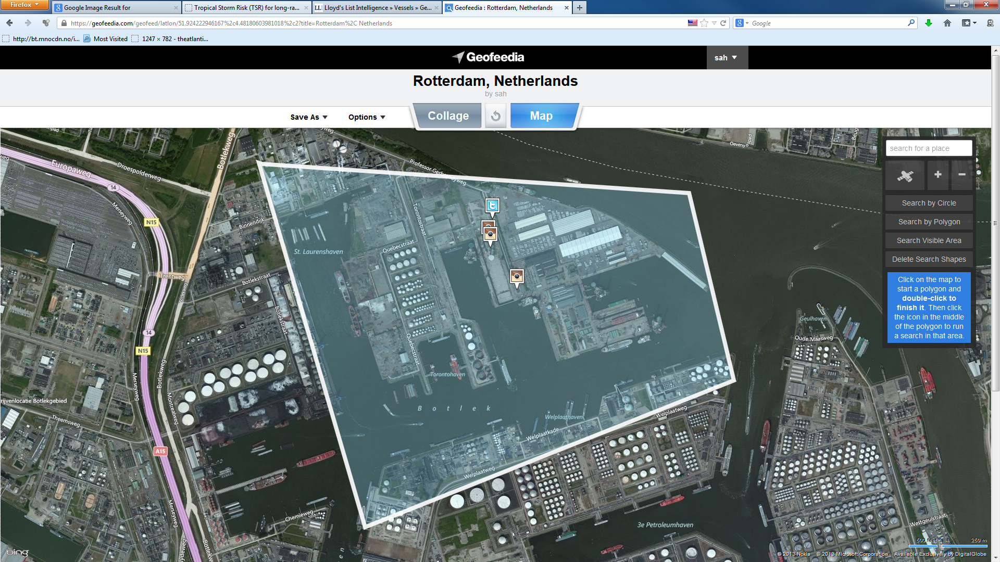 Firefox
Google Image Result for
Tropical Storm Risk (TSR) for long-ra...
Lloyd's List Intelligence » Vessels » Ge...
Geofeedia : Rotterdam, Netherlands
https://geofeedia.com/geofeed/latlon/51.924222946167%2c4.48180603981018%2c2?title=Rotterdam%2C Netherlands
Google
http://bt.mnocdn.no/i...
Most Visited
1247 × 782 - theatlanti...
Geofeedia
sah
Rotterdam, Netherlands
by sah
Save As
Options
Collage
Map
search for a place
+
−
Search by Circle
Search by Polygon
Search Visible Area
Delete Search Shapes
Click on the map to
start a polygon and
double-click to
finish it. Then click
the icon in the middle
of the polygon to run
a search in that area.
Botlekweg
Europaweg
Droespolderweg
14
Merseyweg
N15
Binnendijk
Trentweg
Botlekstraat
Botlekweg
Botlekstraat
14
N15
Merseyweg
Botlekweg
Montrealweg
rijvenlocatie Botlekgebied
Theemsweg
A15
Merseyweg
Chemieweg
Professor Gerbrandyweg
Torontostraat
St. Laurenshaven
Quebecstraat
Quebecstraat
Torontohaven
Botlek
Welplaathaven
Welplaatkade
Welplaatweg
Welplaatweg
Geulhaven
Oude Maasweg
3e Petroleumhaven
Westgeulstraat
bing
500 feet
250 m
© 2013 Nokia © 2013 Microsoft Corporation Available Exclusively by DigitalGlobe